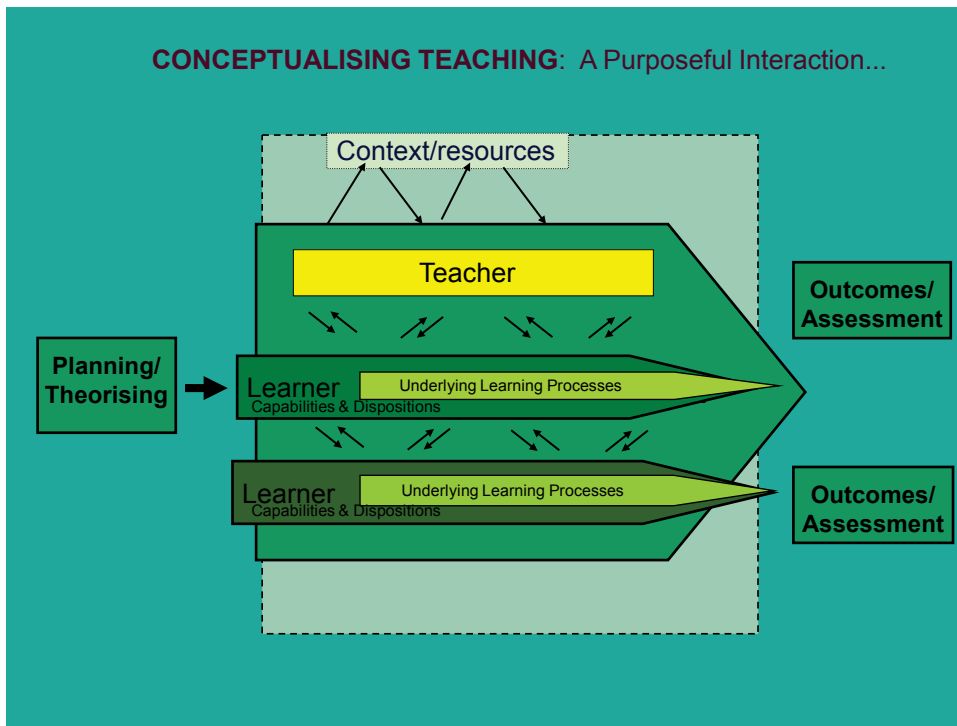 CONCEPTUALISING TEACHING: A Purposeful Interaction...
Context/resources
Teacher
Outcomes/
Assessment
Planning/
Theorising
Learner
Capabilities & Dispositions
Underlying Learning Processes
Learner
Capabilities & Dispositions
Underlying Learning Processes
Outcomes/
Assessment